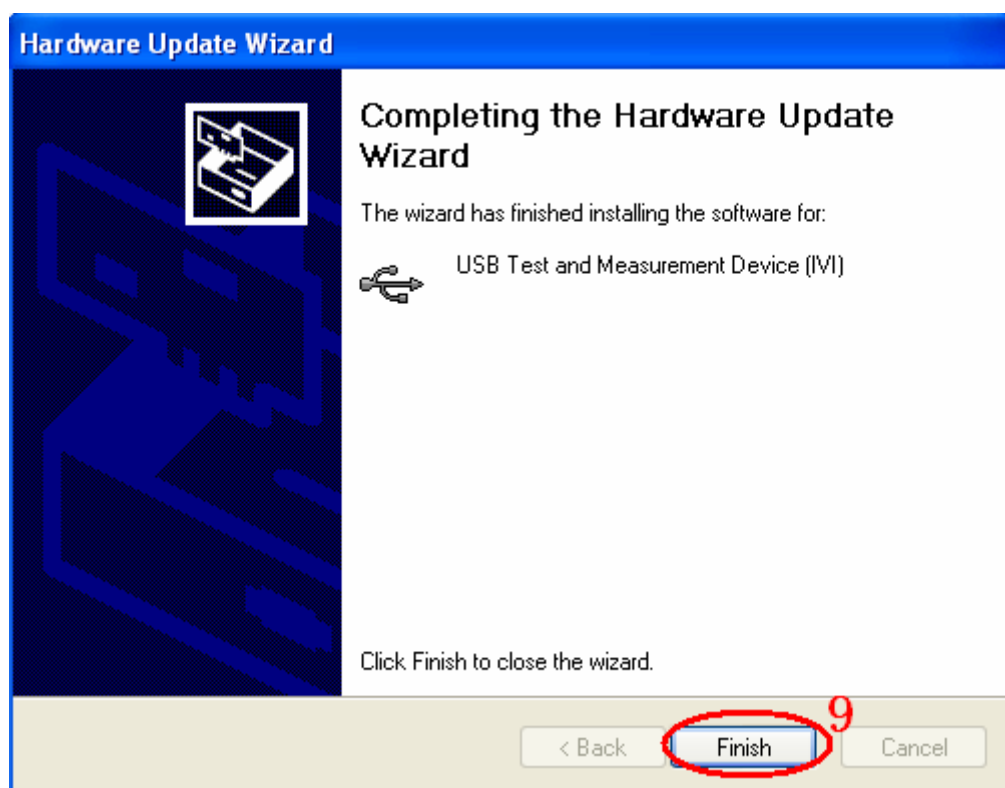 Hardware Update Wizard
Completing the Hardware Update
Wizard
The wizard has finished installing the software for:
USB Test and Measurement Device (IVI)
Click Finish to close the wizard.
9
< Back Finish Cancel